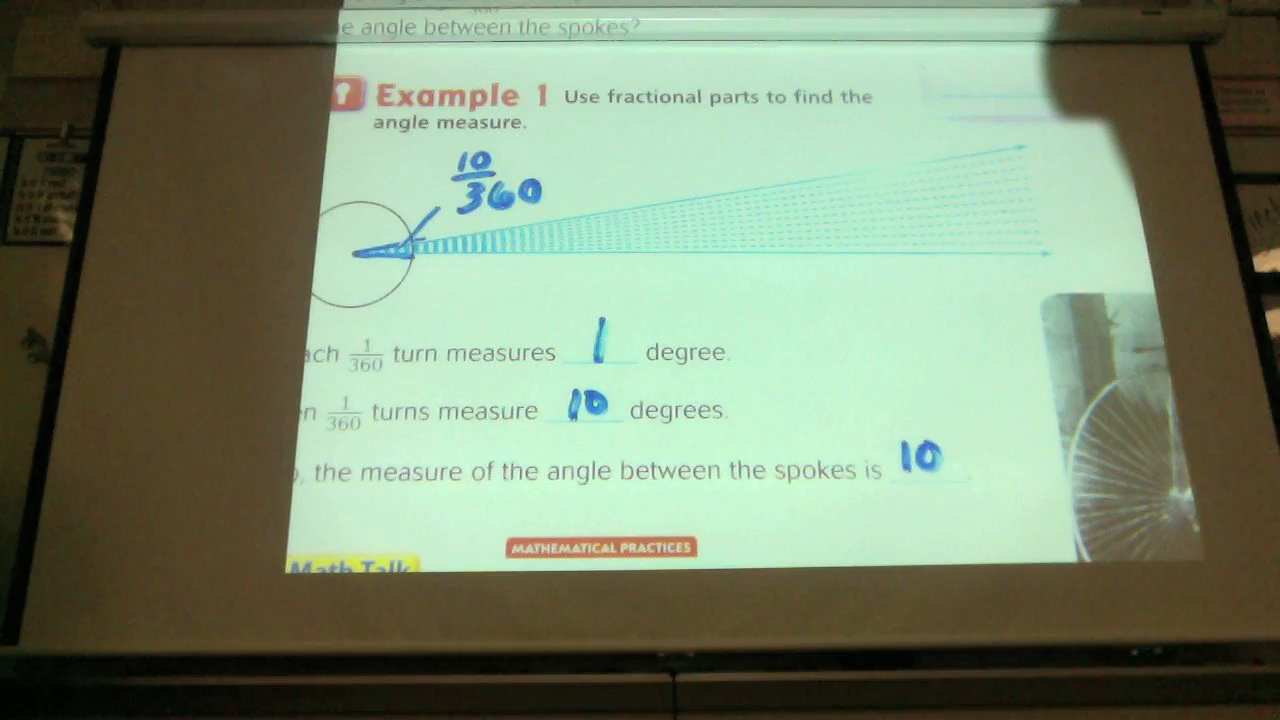 e angle between the spokes?
Example 1 Use fractional parts to find the
angle measure.
10
360
ach 1/360 turn measures 1 degree.
n 1/360 turns measure 10 degrees.
, the measure of the angle between the spokes is 10
MATHEMATICAL PRACTICES
Math Talk